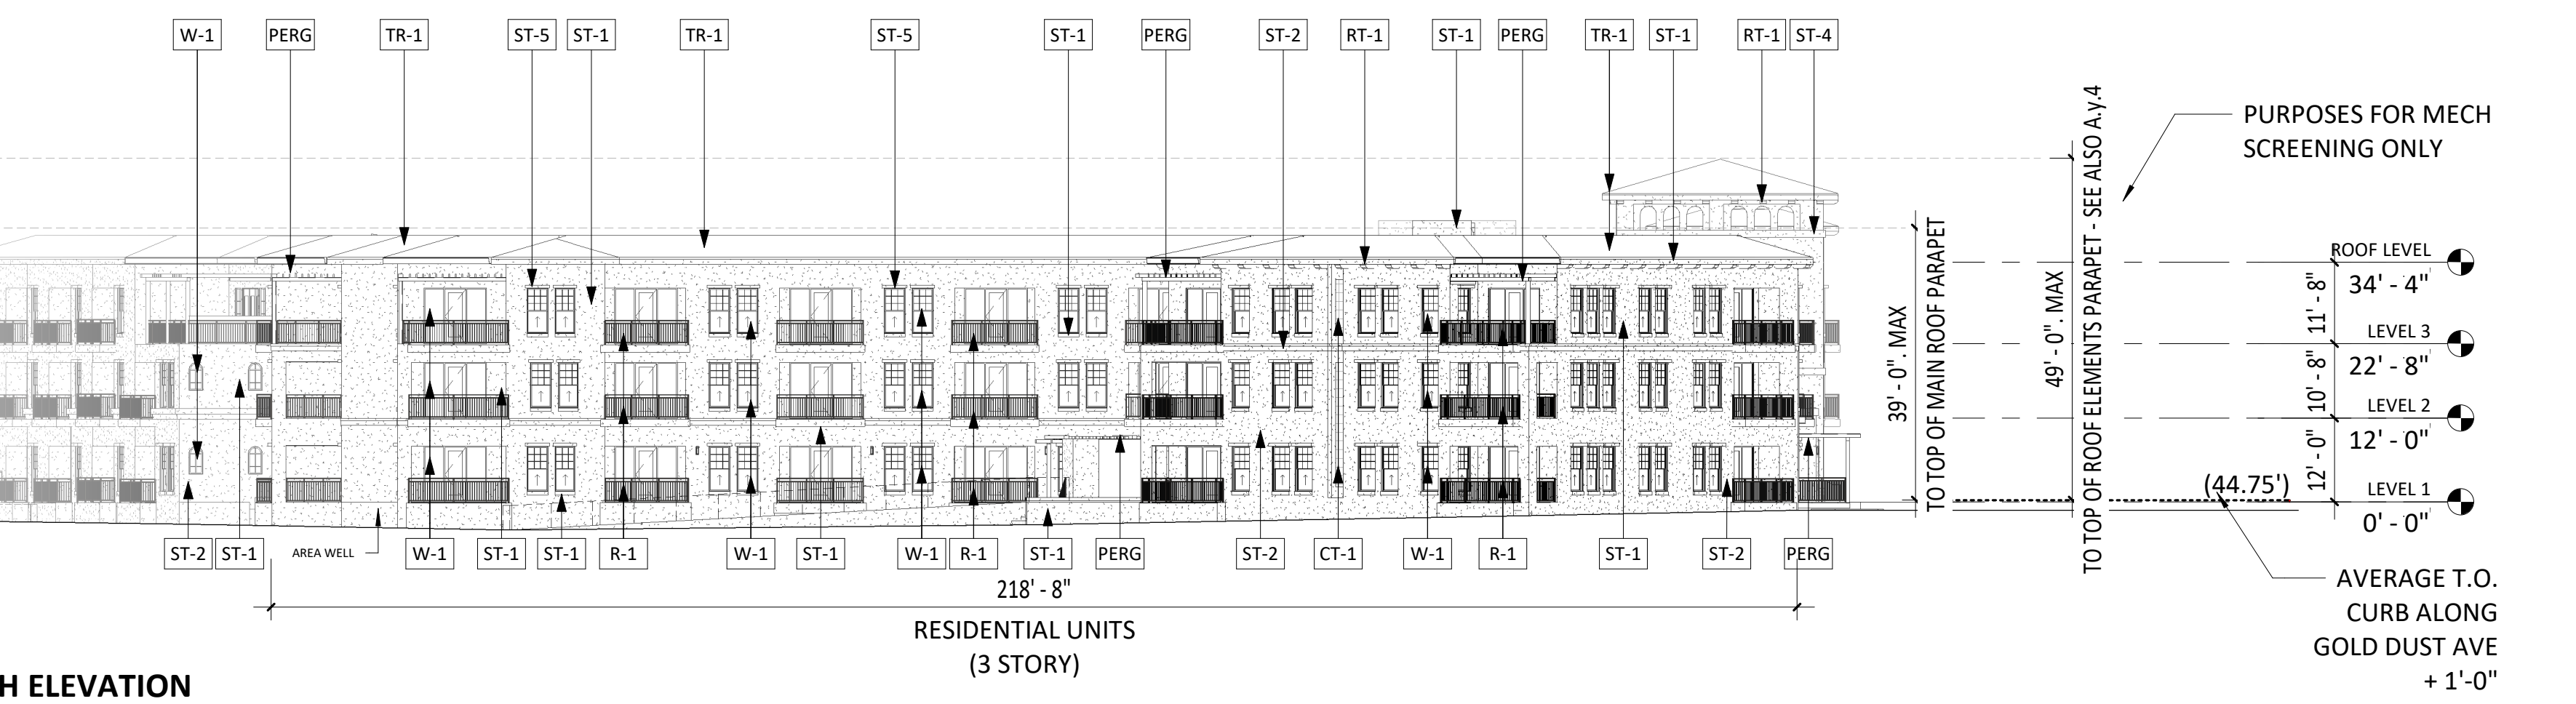 W-1 PERG TR-1 ST-5 ST-1 TR-1 ST-5 ST-1 PERG ST-2 RT-1 ST-1 PERG TR-1 ST-1 RT-1 ST-4
PURPOSES FOR MECH
SCREENING ONLY
TO TOP OF ROOF ELEMENTS PARAPET - SEE ALSO A.y.4
49' - 0". MAX
TO TOP OF MAIN ROOF PARAPET
39' - 0". MAX
ROOF LEVEL
34' - 4"
11' - 8"
LEVEL 3
22' - 8"
10' - 8"
LEVEL 2
12' - 0"
12' - 0"
(44.75')
LEVEL 1
0' - 0"
ST-2 ST-1 AREA WELL W-1 ST-1 ST-1 R-1 W-1 ST-1 W-1 R-1 ST-1 PERG ST-2 CT-1 W-1 R-1 ST-1 ST-2 PERG
218' - 8"
RESIDENTIAL UNITS
(3 STORY)
AVERAGE T.O.
CURB ALONG
GOLD DUST AVE
+ 1'-0"
H ELEVATION